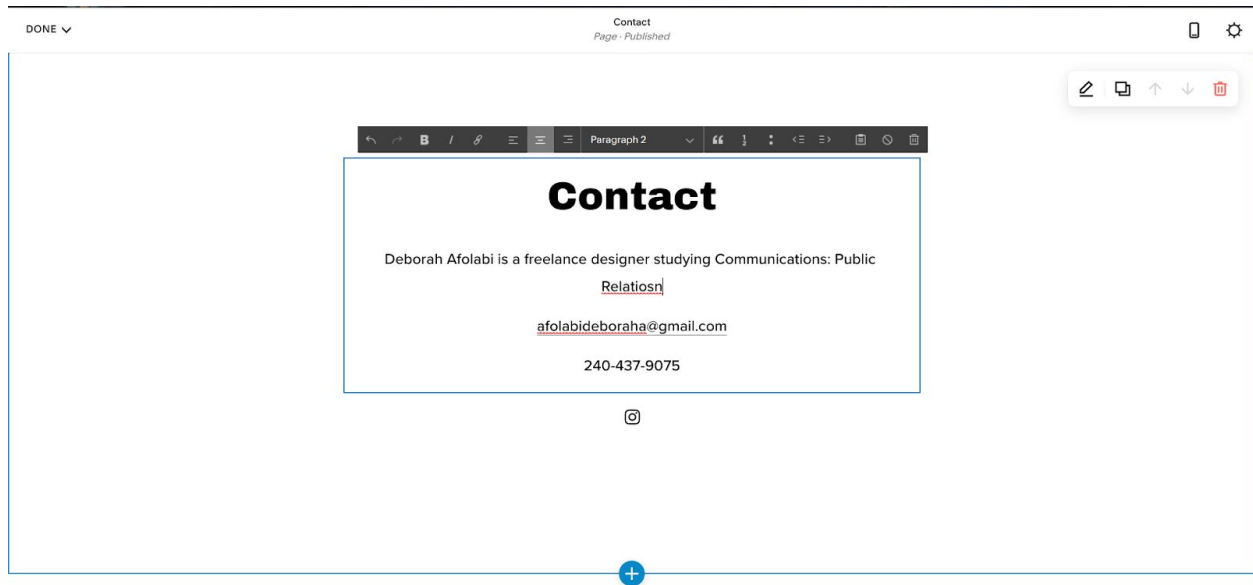 DONE
Contact
Page · Published
B I Paragraph 2
Contact
Deborah Afolabi is a freelance designer studying Communications: Public
Relatiosn
afolabideboraha@gmail.com
240-437-9075